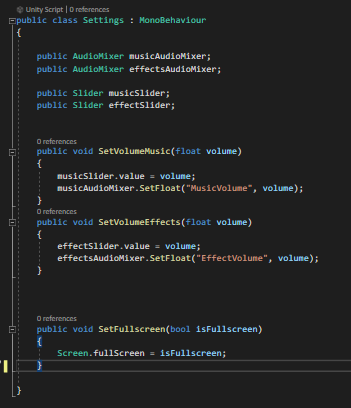 Unity Script | 0 references
public class Settings : MonoBehaviour
{
public AudioMixer musicAudioMixer;
public AudioMixer effectsAudioMixer;
public Slider musicSlider;
public Slider effectSlider;
0 references
public void SetVolumeMusic(float volume)
{
musicSlider.value = volume;
musicAudioMixer.SetFloat("MusicVolume", volume);
}
0 references
public void SetVolumeEffects(float volume)
{
effectSlider.value = volume;
effectsAudioMixer.SetFloat("EffectVolume", volume);
}
0 references
public void SetFullscreen(bool isFullscreen)
{
Screen.fullScreen = isFullscreen;
}
}